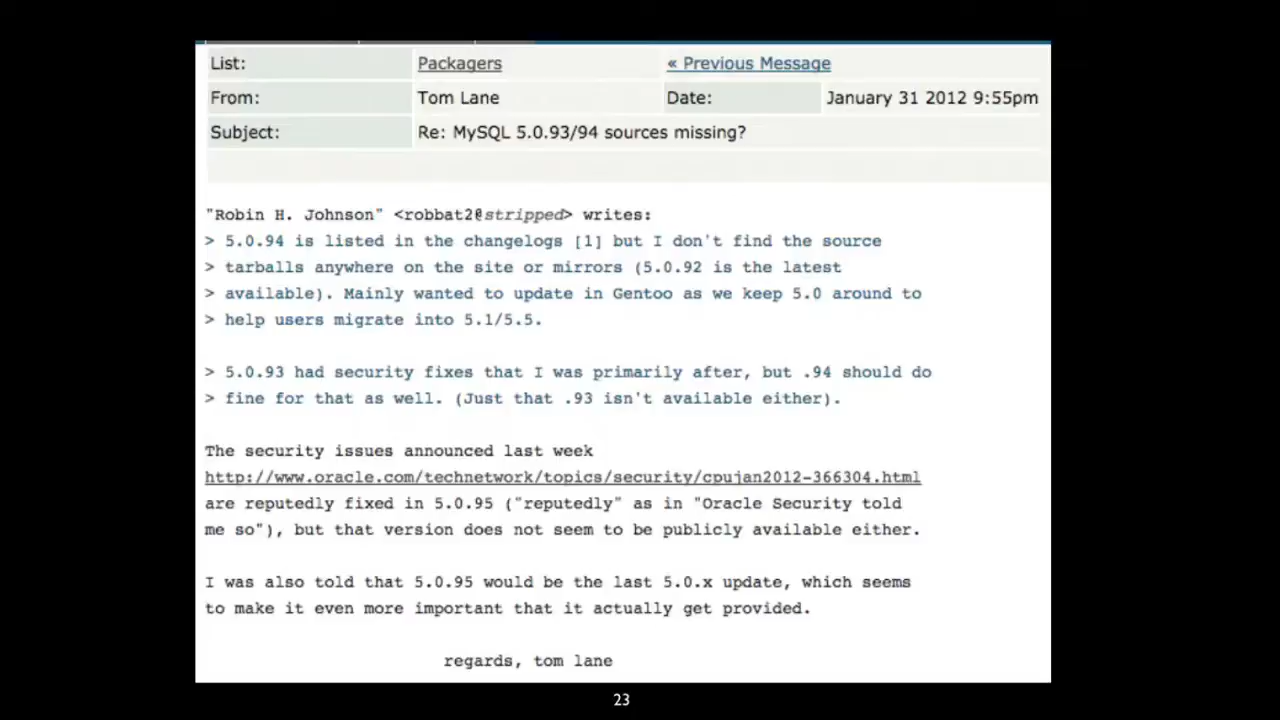 List: Packagers « Previous Message
From: Tom Lane Date: January 31 2012 9:55pm
Subject: Re: MySQL 5.0.93/94 sources missing?
"Robin H. Johnson" <robbat2@stripped> writes:
> 5.0.94 is listed in the changelogs [1] but I don't find the source
> tarballs anywhere on the site or mirrors (5.0.92 is the latest
> available). Mainly wanted to update in Gentoo as we keep 5.0 around to
> help users migrate into 5.1/5.5.
> 5.0.93 had security fixes that I was primarily after, but .94 should do
> fine for that as well. (Just that .93 isn't available either).
The security issues announced last week
http://www.oracle.com/technetwork/topics/security/cpujan2012-366304.html
are reputedly fixed in 5.0.95 ("reputedly" as in "Oracle Security told
me so"), but that version does not seem to be publicly available either.
I was also told that 5.0.95 would be the last 5.0.x update, which seems
to make it even more important that it actually get provided.
regards, tom lane
23